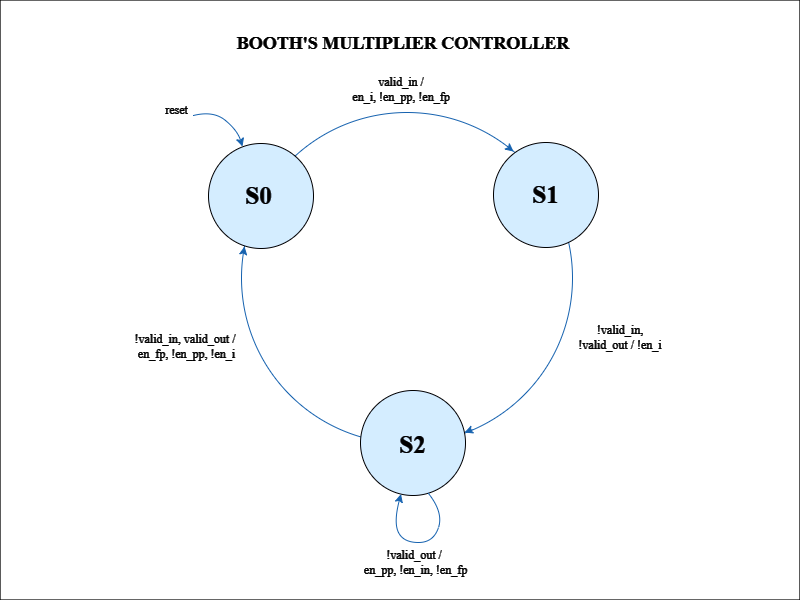 BOOTH'S MULTIPLIER CONTROLLER
valid_in /
en_i, !en_pp, !en_fp
reset
S0
S1
!valid_in, valid_out /
en_fp, !en_pp, !en_i
!valid_in,
!valid_out / !en_i
S2
!valid_out /
en_pp, !en_in, !en_fp